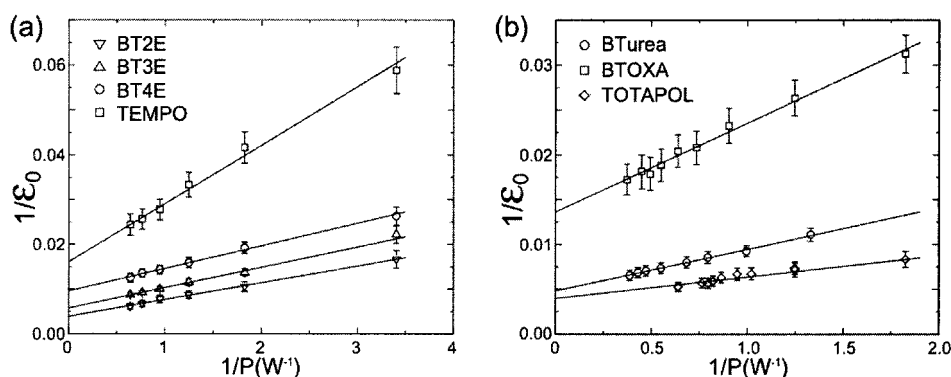 (a)
BT2E
BT3E
BT4E
TEMPO
0.06
0.04
0.02
0.00
1/ε₀
0
1
2
3
4
1/P(W⁻¹)
(b)
BTurea
BTOXA
TOTAPOL
0.03
0.02
0.01
0.00
1/ε₀
0
0.5
1.0
1.5
2.0
1/P(W⁻¹)